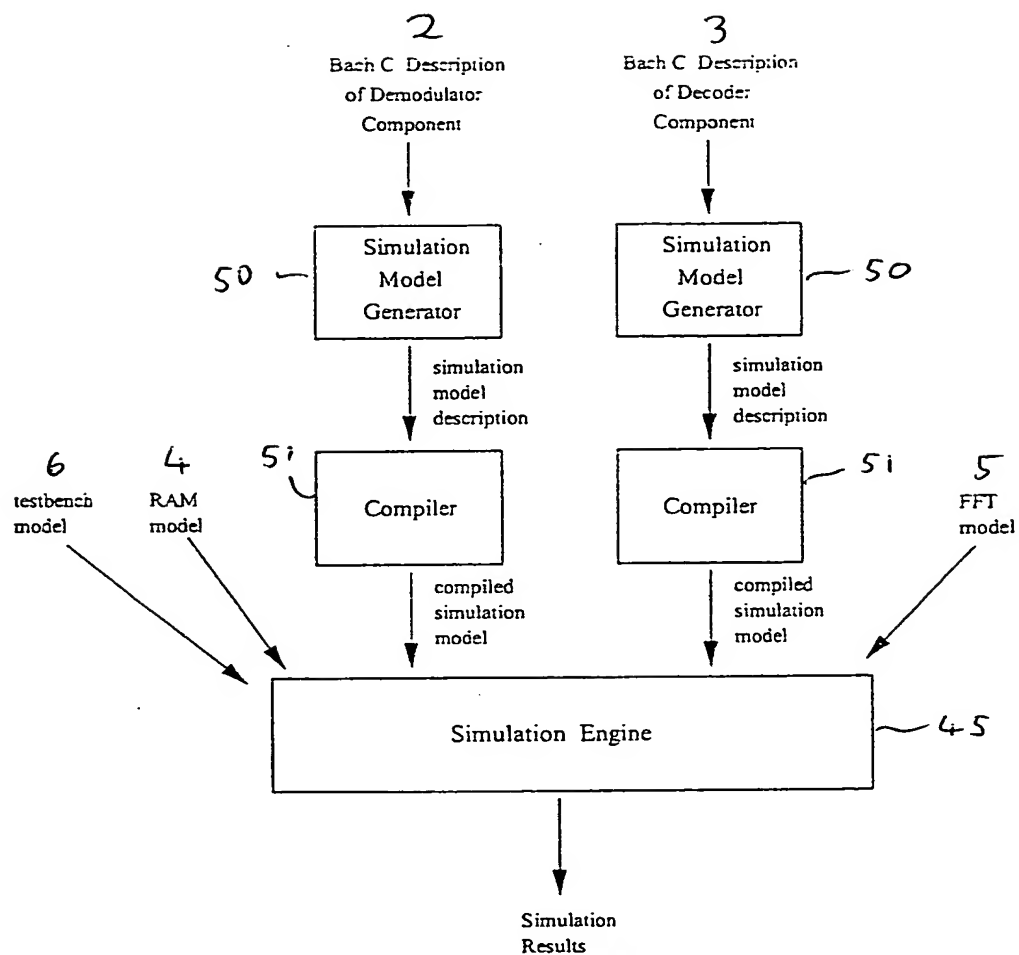 2
Bach C Description
of Demodulator
Component
3
Bach C Description
of Decoder
Component
50
Simulation
Model
Generator
Simulation
Model
Generator
50
simulation
model
description
simulation
model
description
6
testbench
model
4
RAM
model
51
Compiler
Compiler
51
5
FFT
model
compiled
simulation
model
compiled
simulation
model
Simulation Engine
45
Simulation
Results